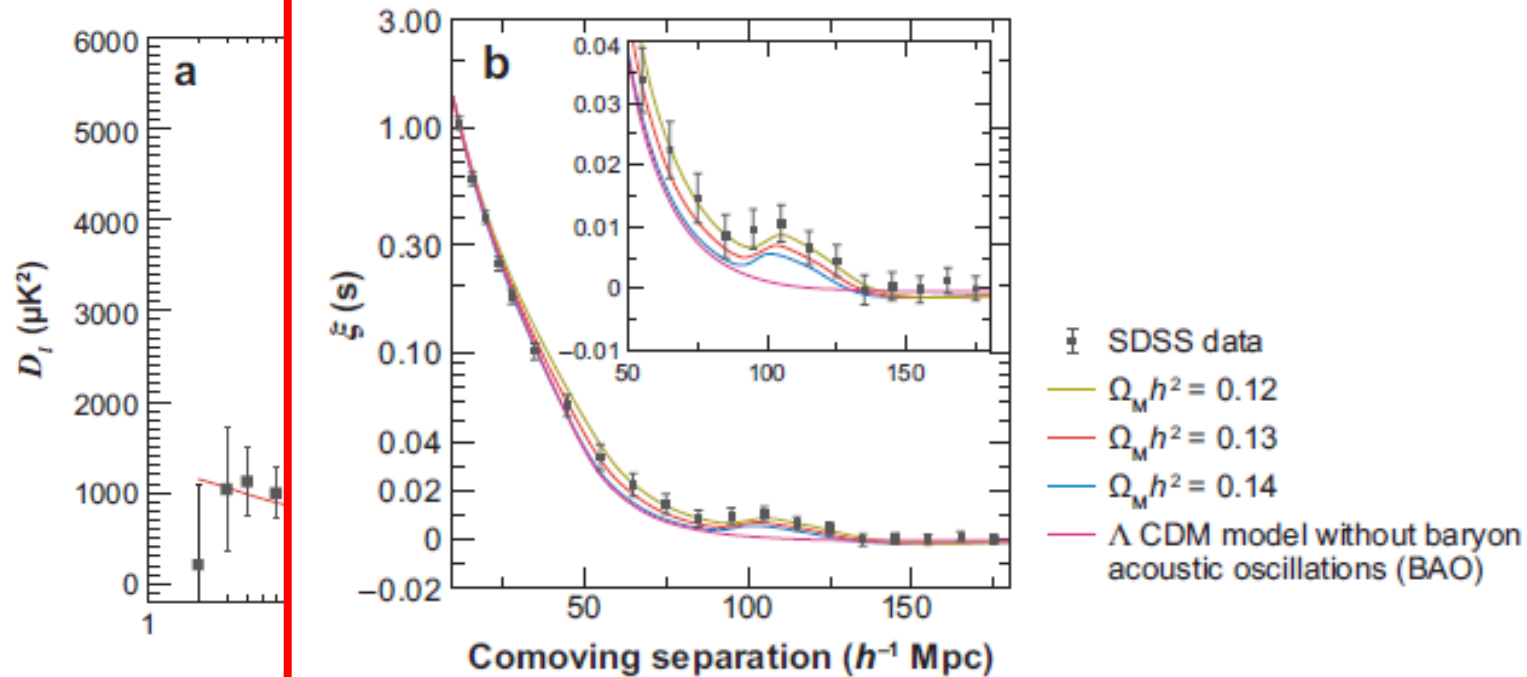 a
6000
5000
4000
3000
2000
1000
0
D_l (μK²)
1
b
3.00
1.00
0.30
0.10
0.04
0.02
0
−0.02
ξ (s)
50
100
150
Comoving separation (h⁻¹ Mpc)
0.04
0.03
0.02
0.01
0
−0.01
50
100
150
SDSS data
Ω_M h² = 0.12
Ω_M h² = 0.13
Ω_M h² = 0.14
Λ CDM model without baryon
acoustic oscillations (BAO)